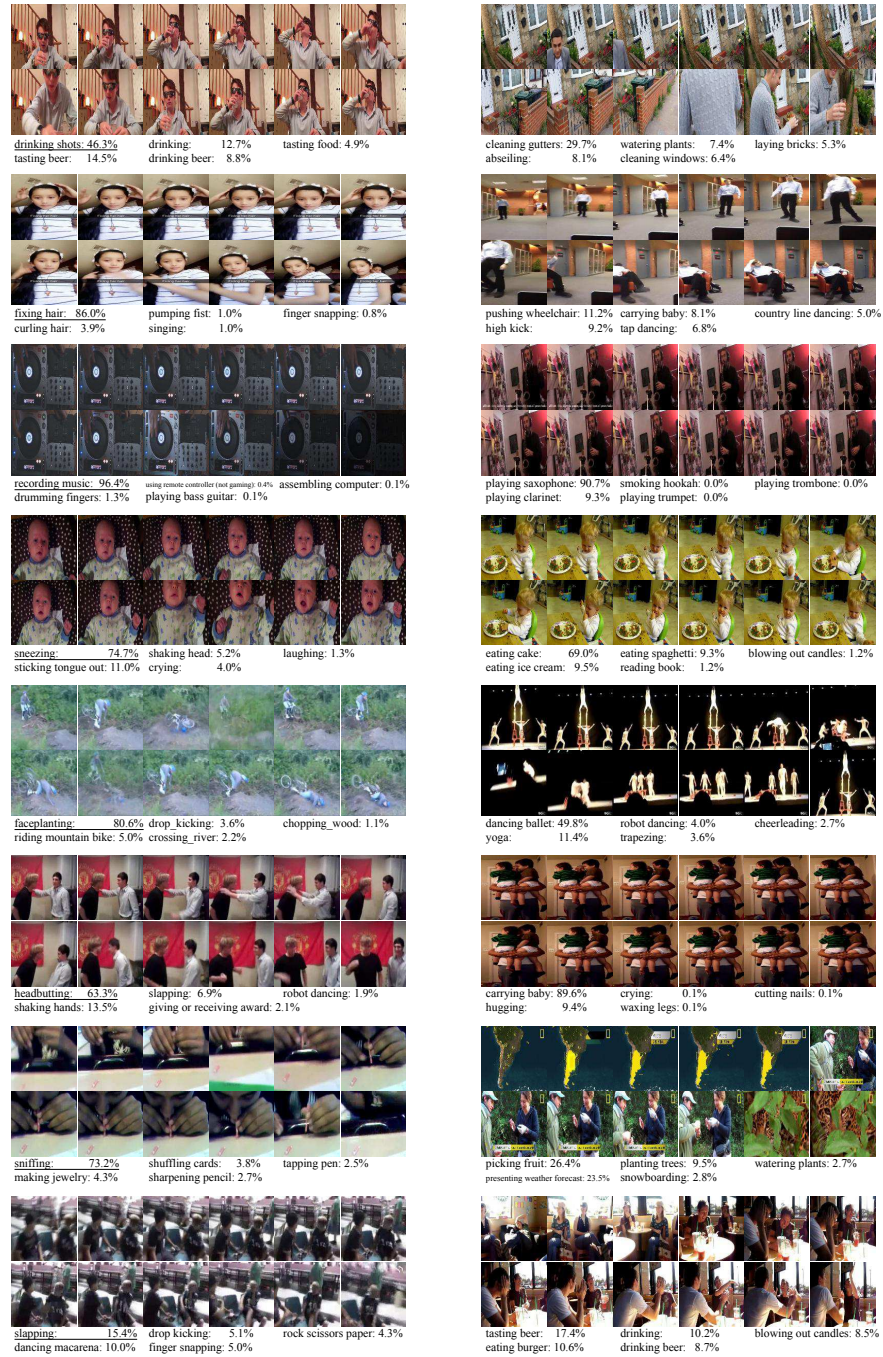 drinking shots: 46.3% drinking: 12.7% tasting food: 4.9%
tasting beer: 14.5% drinking beer: 8.8%
cleaning gutters: 29.7% watering plants: 7.4% laying bricks: 5.3%
abseiling: 8.1% cleaning windows: 6.4%
fixing hair: 86.0% pumping fist: 1.0% finger snapping: 0.8%
curling hair: 3.9% singing: 1.0%
pushing wheelchair: 11.2% carrying baby: 8.1% country line dancing: 5.0%
high kick: 9.2% tap dancing: 6.8%
recording music: 96.4% using remote controller (not gaming): 0.4% assembling computer: 0.1%
drumming fingers: 1.3% playing bass guitar: 0.1%
playing saxophone: 90.7% smoking hookah: 0.0% playing trombone: 0.0%
playing clarinet: 9.3% playing trumpet: 0.0%
sneezing: 74.7% shaking head: 5.2% laughing: 1.3%
sticking tongue out: 11.0% crying: 4.0%
eating cake: 69.0% eating spaghetti: 9.3% blowing out candles: 1.2%
eating ice cream: 9.5% reading book: 1.2%
faceplanting: 80.6% drop_kicking: 3.6% chopping_wood: 1.1%
riding mountain bike: 5.0% crossing_river: 2.2%
dancing ballet: 49.8% robot dancing: 4.0% cheerleading: 2.7%
yoga: 11.4% trapezing: 3.6%
headbutting: 63.3% slapping: 6.9% robot dancing: 1.9%
shaking hands: 13.5% giving or receiving award: 2.1%
carrying baby: 89.6% crying: 0.1% cutting nails: 0.1%
hugging: 9.4% waxing legs: 0.1%
sniffing: 73.2% shuffling cards: 3.8% tapping pen: 2.5%
making jewelry: 4.3% sharpening pencil: 2.7%
picking fruit: 26.4% planting trees: 9.5% watering plants: 2.7%
presenting weather forecast: 23.5% snowboarding: 2.8%
slapping: 15.4% drop kicking: 5.1% rock scissors paper: 4.3%
dancing macarena: 10.0% finger snapping: 5.0%
tasting beer: 17.4% drinking: 10.2% blowing out candles: 8.5%
eating burger: 10.6% drinking beer: 8.7%